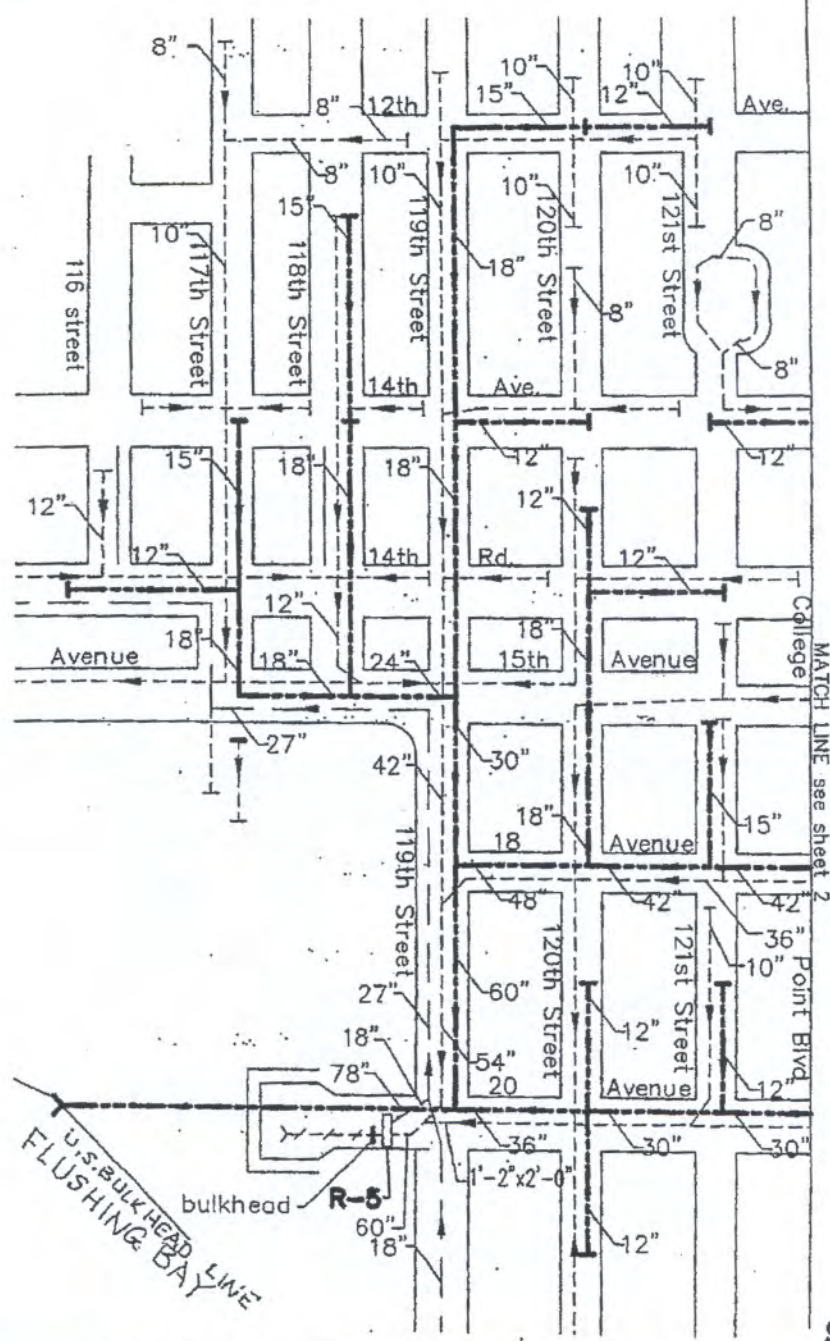 8"
8"
12th
8"
10"
15"
10"
12"
10"
Ave.
10"
10"
10"
15"
8"
10"
117th Street
118th Street
119th Street
18"
120th Street
8"
121st Street
8"
116 street
14th
Ave.
12"
12"
15"
18"
18"
12"
12"
12"
14th
Rd.
12"
12"
18"
Avenue
18"
24"
15th
18"
Avenue
College
MATCH LINE see sheet 2
27"
42"
30"
18"
15"
18
Avenue
48"
42"
42"
36"
119th Street
120th Street
121st Street
10"
Point Blvd
60"
27"
12"
18"
54"
12"
78"
20
Avenue
36"
30"
30"
1'-2"x2'-0"
bulkhead
R-5
60"
18"
12"
U.S. BULKHEAD LINE
FLUSHING BAY